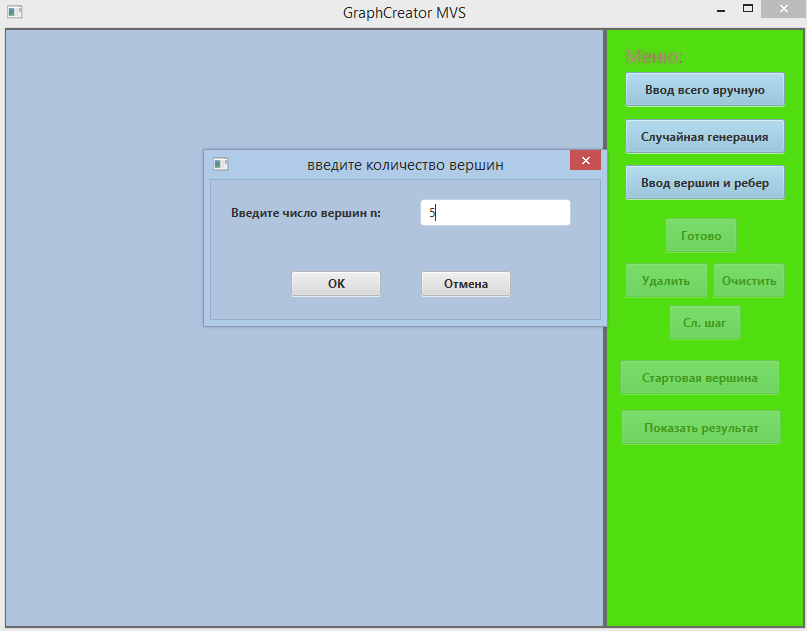 GraphCreator MVS
Меню:
Ввод всего вручную
Случайная генерация
Ввод вершин и ребер
Готово
Удалить
Очистить
Сл. шаг
Стартовая вершина
Показать результат
введите количество вершин
Введите число вершин n:
5
OK
Отмена